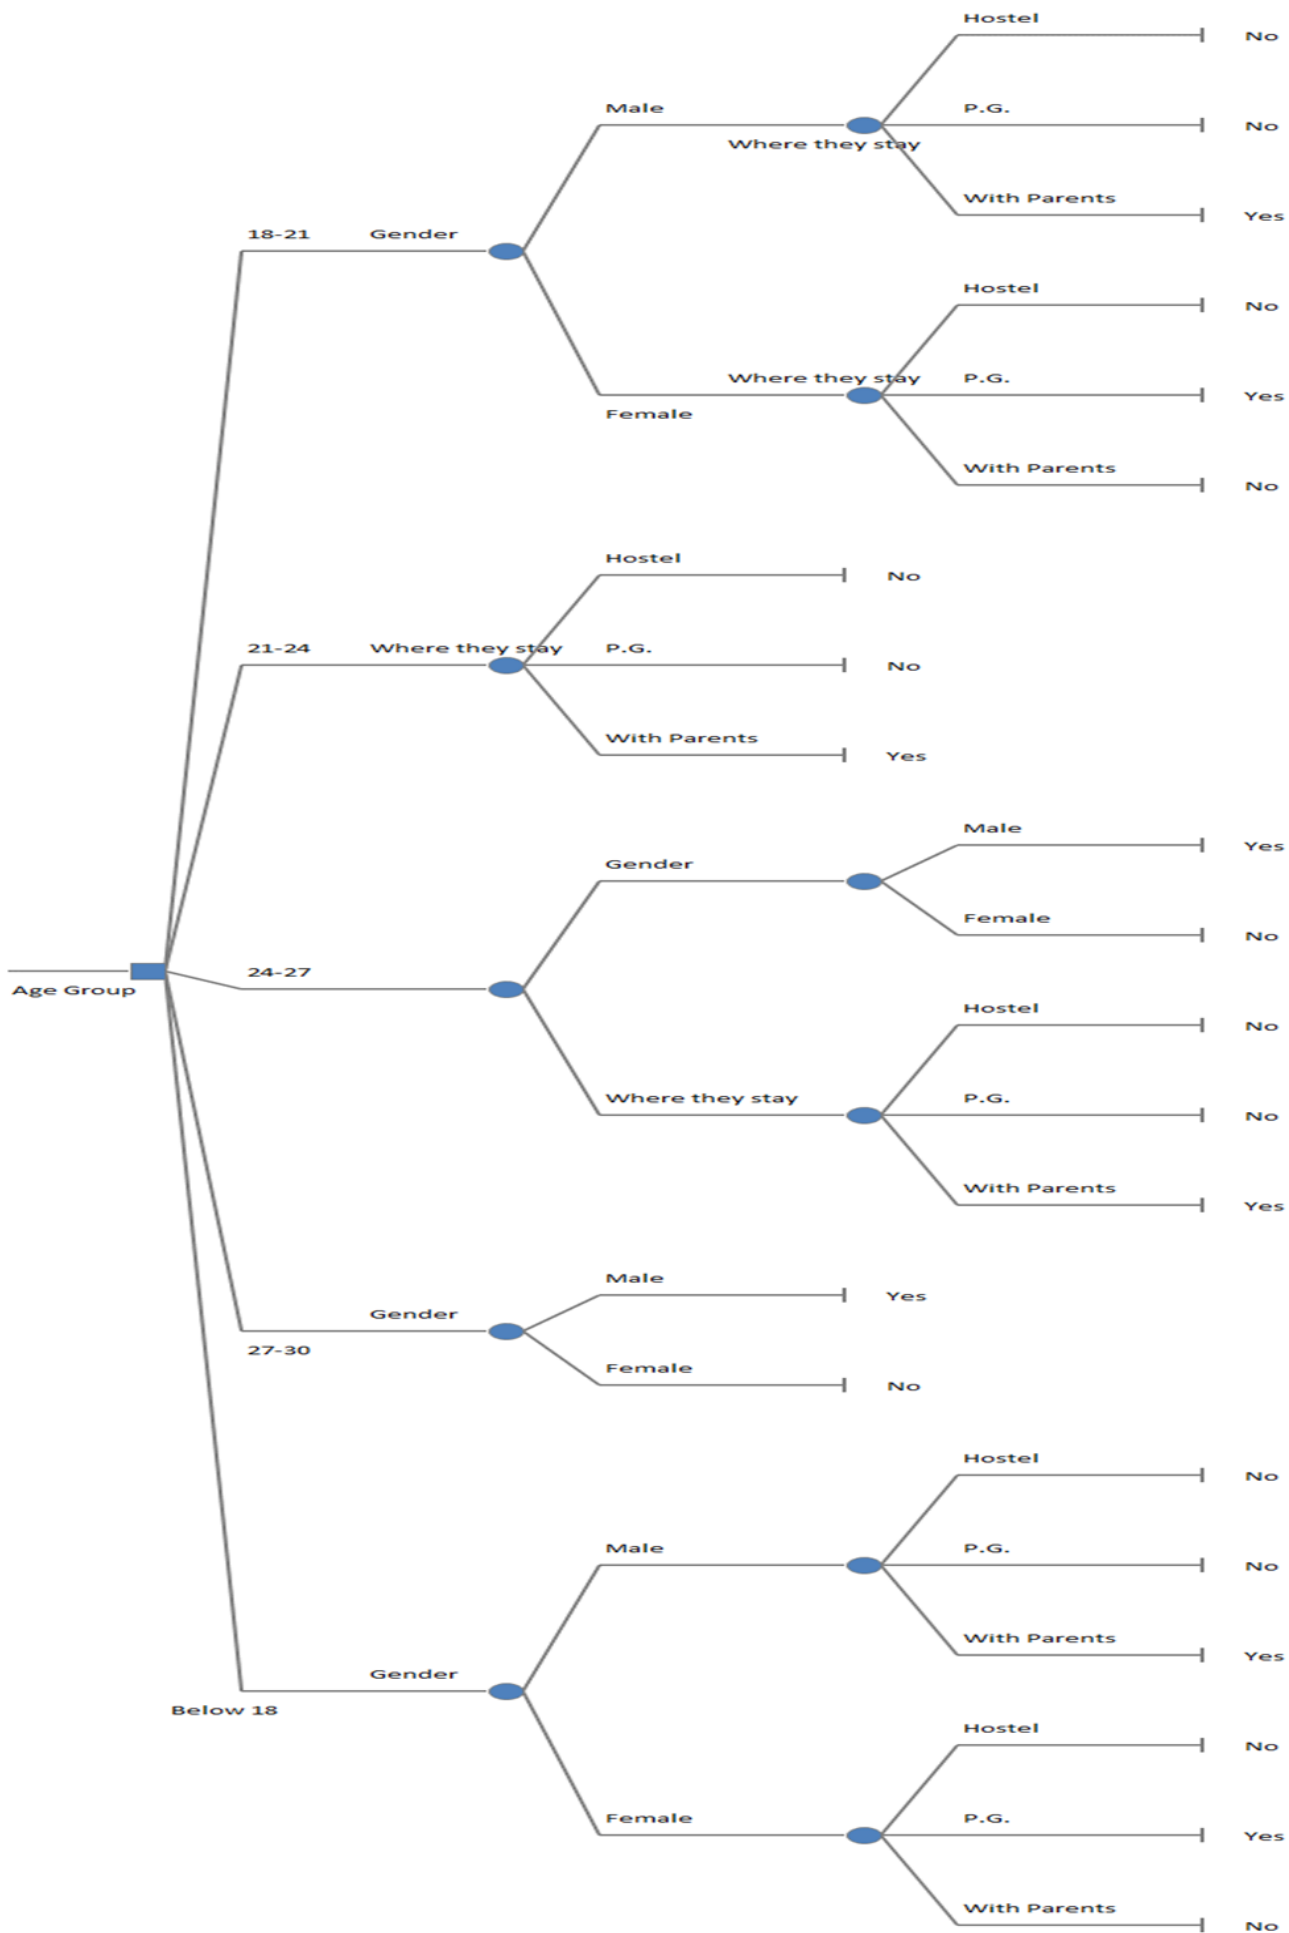 Hostel
No
Male
P.G.
No
Where they stay
With Parents
Yes
18-21
Gender
Hostel
No
Where they stay
P.G.
Yes
Female
With Parents
No
Hostel
No
21-24
Where they stay
P.G.
No
With Parents
Yes
Male
Yes
Gender
Female
No
24-27
Age Group
Hostel
No
Where they stay
P.G.
No
With Parents
Yes
Male
Yes
Gender
27-30
Female
No
Hostel
No
Male
P.G.
No
With Parents
Yes
Gender
Below 18
Hostel
No
Female
P.G.
Yes
With Parents
No